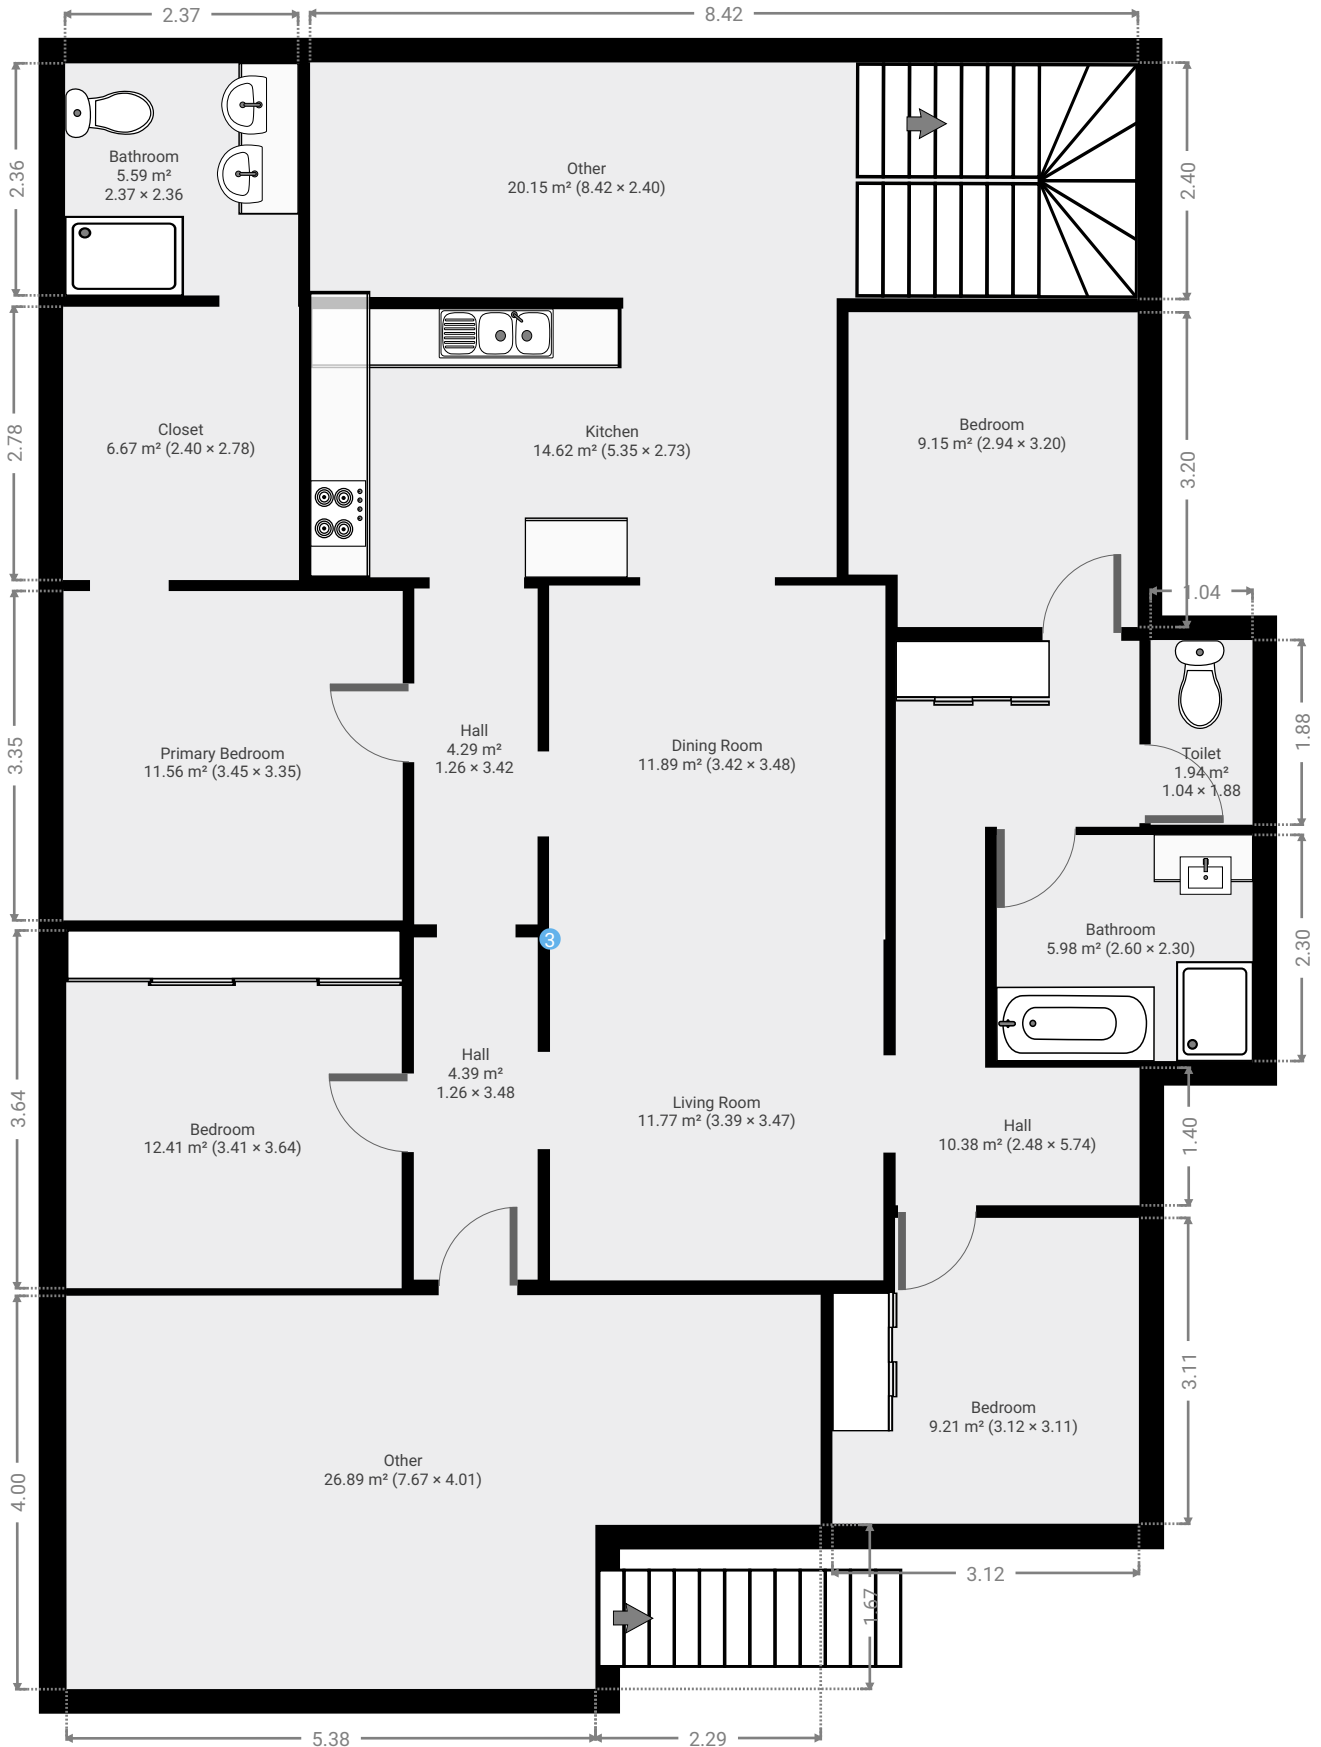 2.37
8.42
2.36
Bathroom
5.59 m²
2.37 × 2.36
Other
20.15 m² (8.42 × 2.40)
2.40
2.78
Closet
6.67 m² (2.40 × 2.78)
Kitchen
14.62 m² (5.35 × 2.73)
Bedroom
9.15 m² (2.94 × 3.20)
3.20
1.04
3.35
Primary Bedroom
11.56 m² (3.45 × 3.35)
Hall
4.29 m²
1.26 × 3.42
Dining Room
11.89 m² (3.42 × 3.48)
Toilet
1.94 m²
1.04 × 1.88
1.88
3
Bathroom
5.98 m² (2.60 × 2.30)
2.30
3.64
Bedroom
12.41 m² (3.41 × 3.64)
Hall
4.39 m²
1.26 × 3.48
Living Room
11.77 m² (3.39 × 3.47)
Hall
10.38 m² (2.48 × 5.74)
1.40
4.00
Other
26.89 m² (7.67 × 4.01)
Bedroom
9.21 m² (3.12 × 3.11)
3.11
3.12
1.67
5.38
2.29